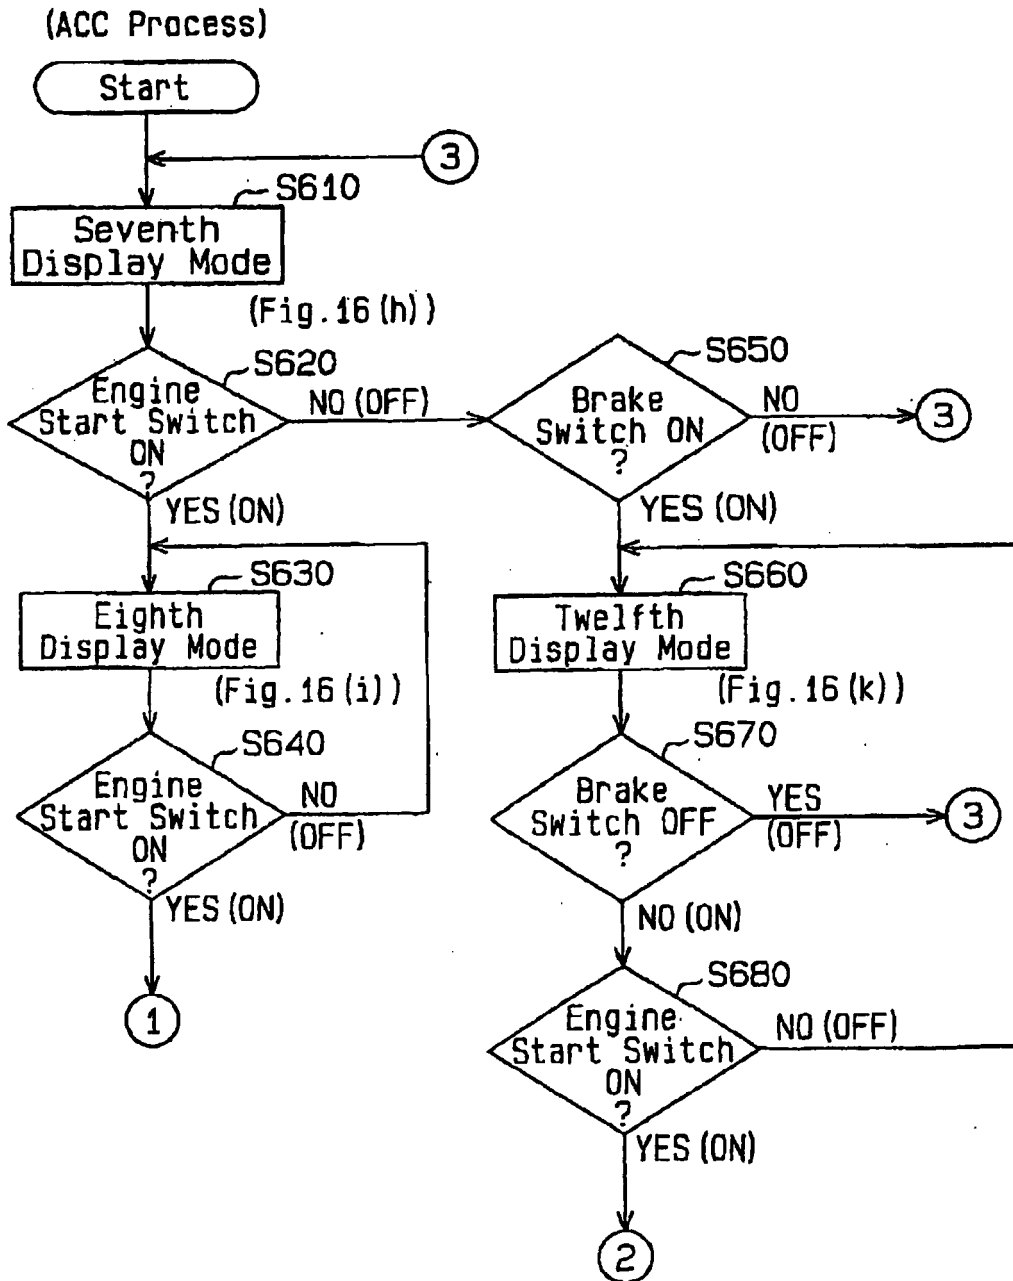 (ACC Process)
Start
3
S610
Seventh
Display Mode
(Fig.16(h))
S620
Engine
Start Switch
ON
?
NO(OFF)
YES(ON)
S650
Brake
Switch ON
?
NO
(OFF)
3
YES(ON)
S630
Eighth
Display Mode
(Fig.16(i))
S660
Twelfth
Display Mode
(Fig.16(k))
S640
Engine
Start Switch
ON
?
NO
(OFF)
YES(ON)
1
S670
Brake
Switch OFF
?
YES
(OFF)
3
NO(ON)
S680
Engine
Start Switch
ON
?
NO(OFF)
YES(ON)
2